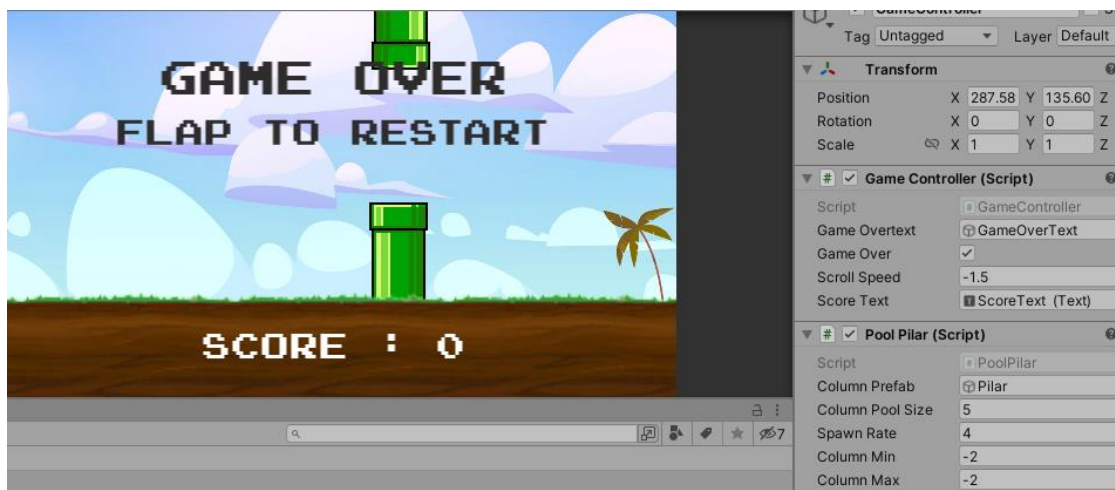 GAME OVER
FLAP TO RESTART
SCORE : 0
7
GameController
Tag Untagged Layer Default
Transform
Position X 287.58 Y 135.60 Z
Rotation X 0 Y 0 Z
Scale X 1 Y 1 Z
# Game Controller (Script)
Script GameController
Game Overtext GameOverText
Game Over
Scroll Speed -1.5
Score Text ScoreText (Text)
# Pool Pilar (Script)
Script PoolPilar
Column Prefab Pilar
Column Pool Size 5
Spawn Rate 4
Column Min -2
Column Max -2